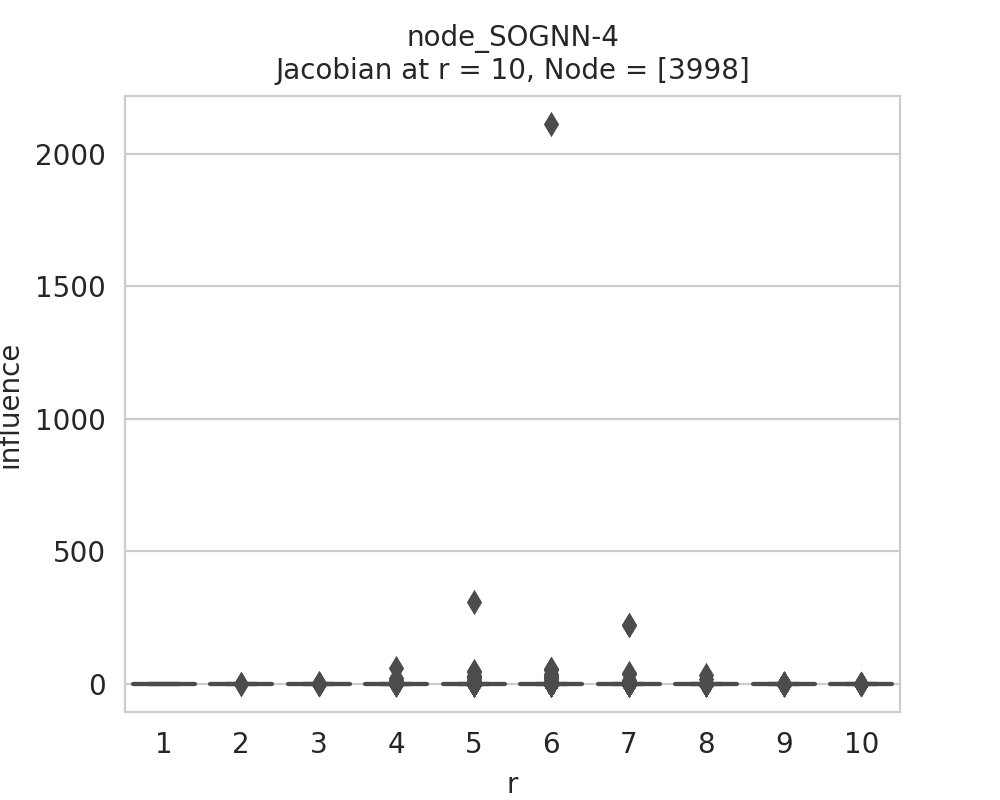 node_SOGNN-4
Jacobian at r = 10, Node = [3998]
2000
1500
1000
500
0
influence
1 2 3 4 5 6 7 8 9 10
r